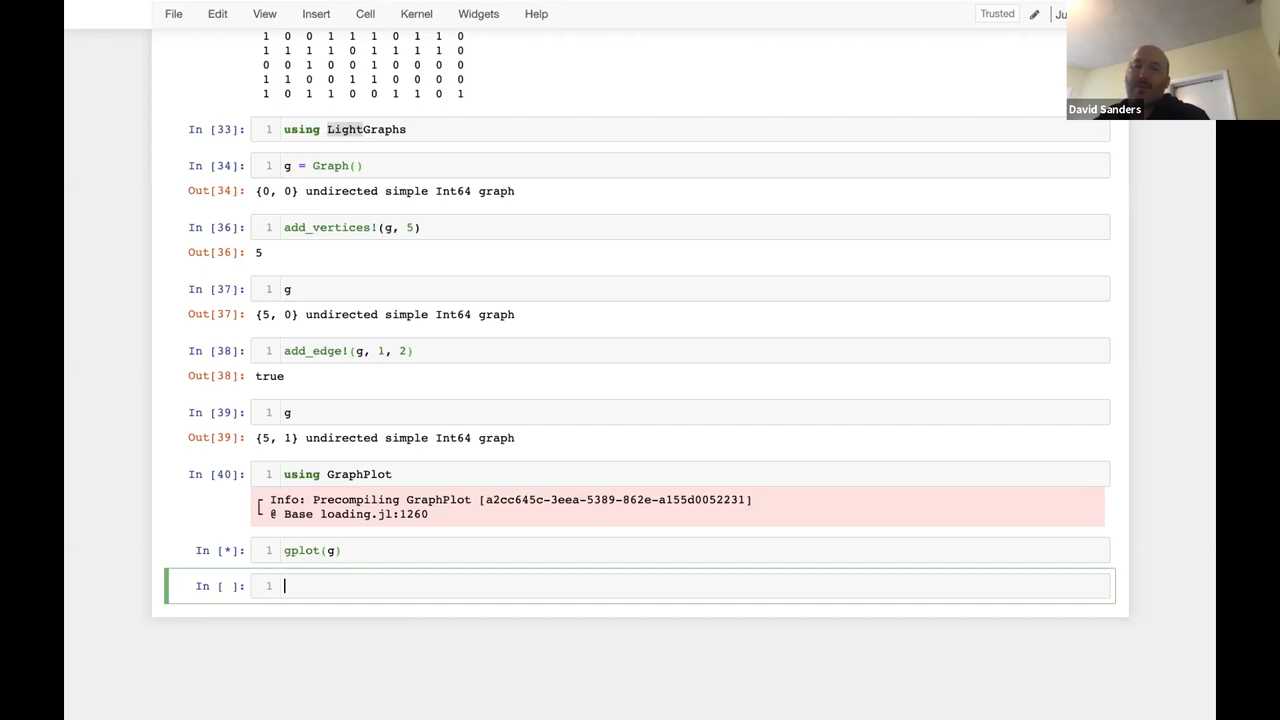 File Edit View Insert Cell Kernel Widgets Help Trusted Ju
1 0 0 1 1 1 0 1 1 0
1 1 1 1 0 1 1 1 1 0
0 0 1 0 0 1 0 0 0 0
1 1 0 0 1 1 0 0 0 0
1 0 1 1 0 0 1 1 0 1
David Sanders
In [33]: 1 using LightGraphs
In [34]: 1 g = Graph()
Out[34]: {0, 0} undirected simple Int64 graph
In [36]: 1 add_vertices!(g, 5)
Out[36]: 5
In [37]: 1 g
Out[37]: {5, 0} undirected simple Int64 graph
In [38]: 1 add_edge!(g, 1, 2)
Out[38]: true
In [39]: 1 g
Out[39]: {5, 1} undirected simple Int64 graph
In [40]: 1 using GraphPlot
┌ Info: Precompiling GraphPlot [a2cc645c-3eea-5389-862e-a155d0052231]
└ @ Base loading.jl:1260
In [*]: 1 gplot(g)
In [ ]: 1